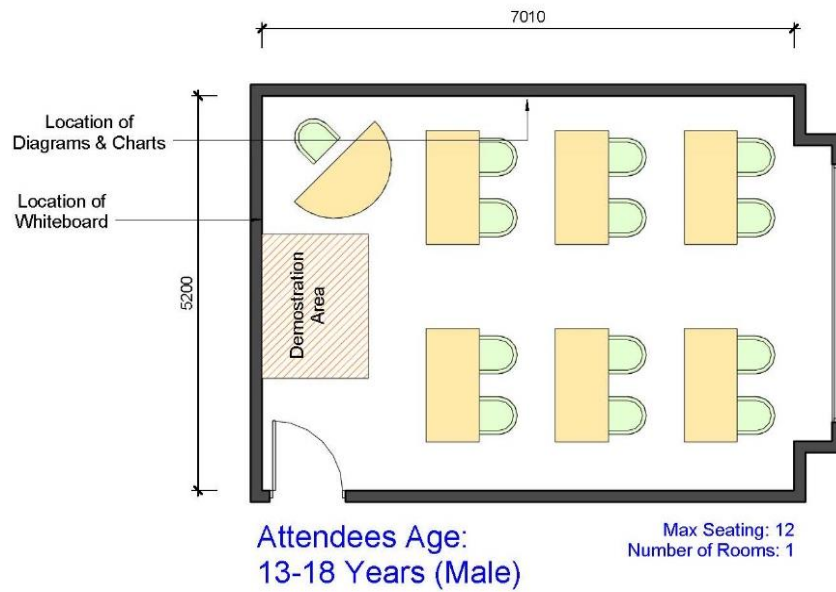 7010
Location of
Diagrams & Charts
Location of
Whiteboard
5200
Demostration
Area
Attendees Age:
13-18 Years (Male)
Max Seating: 12
Number of Rooms: 1